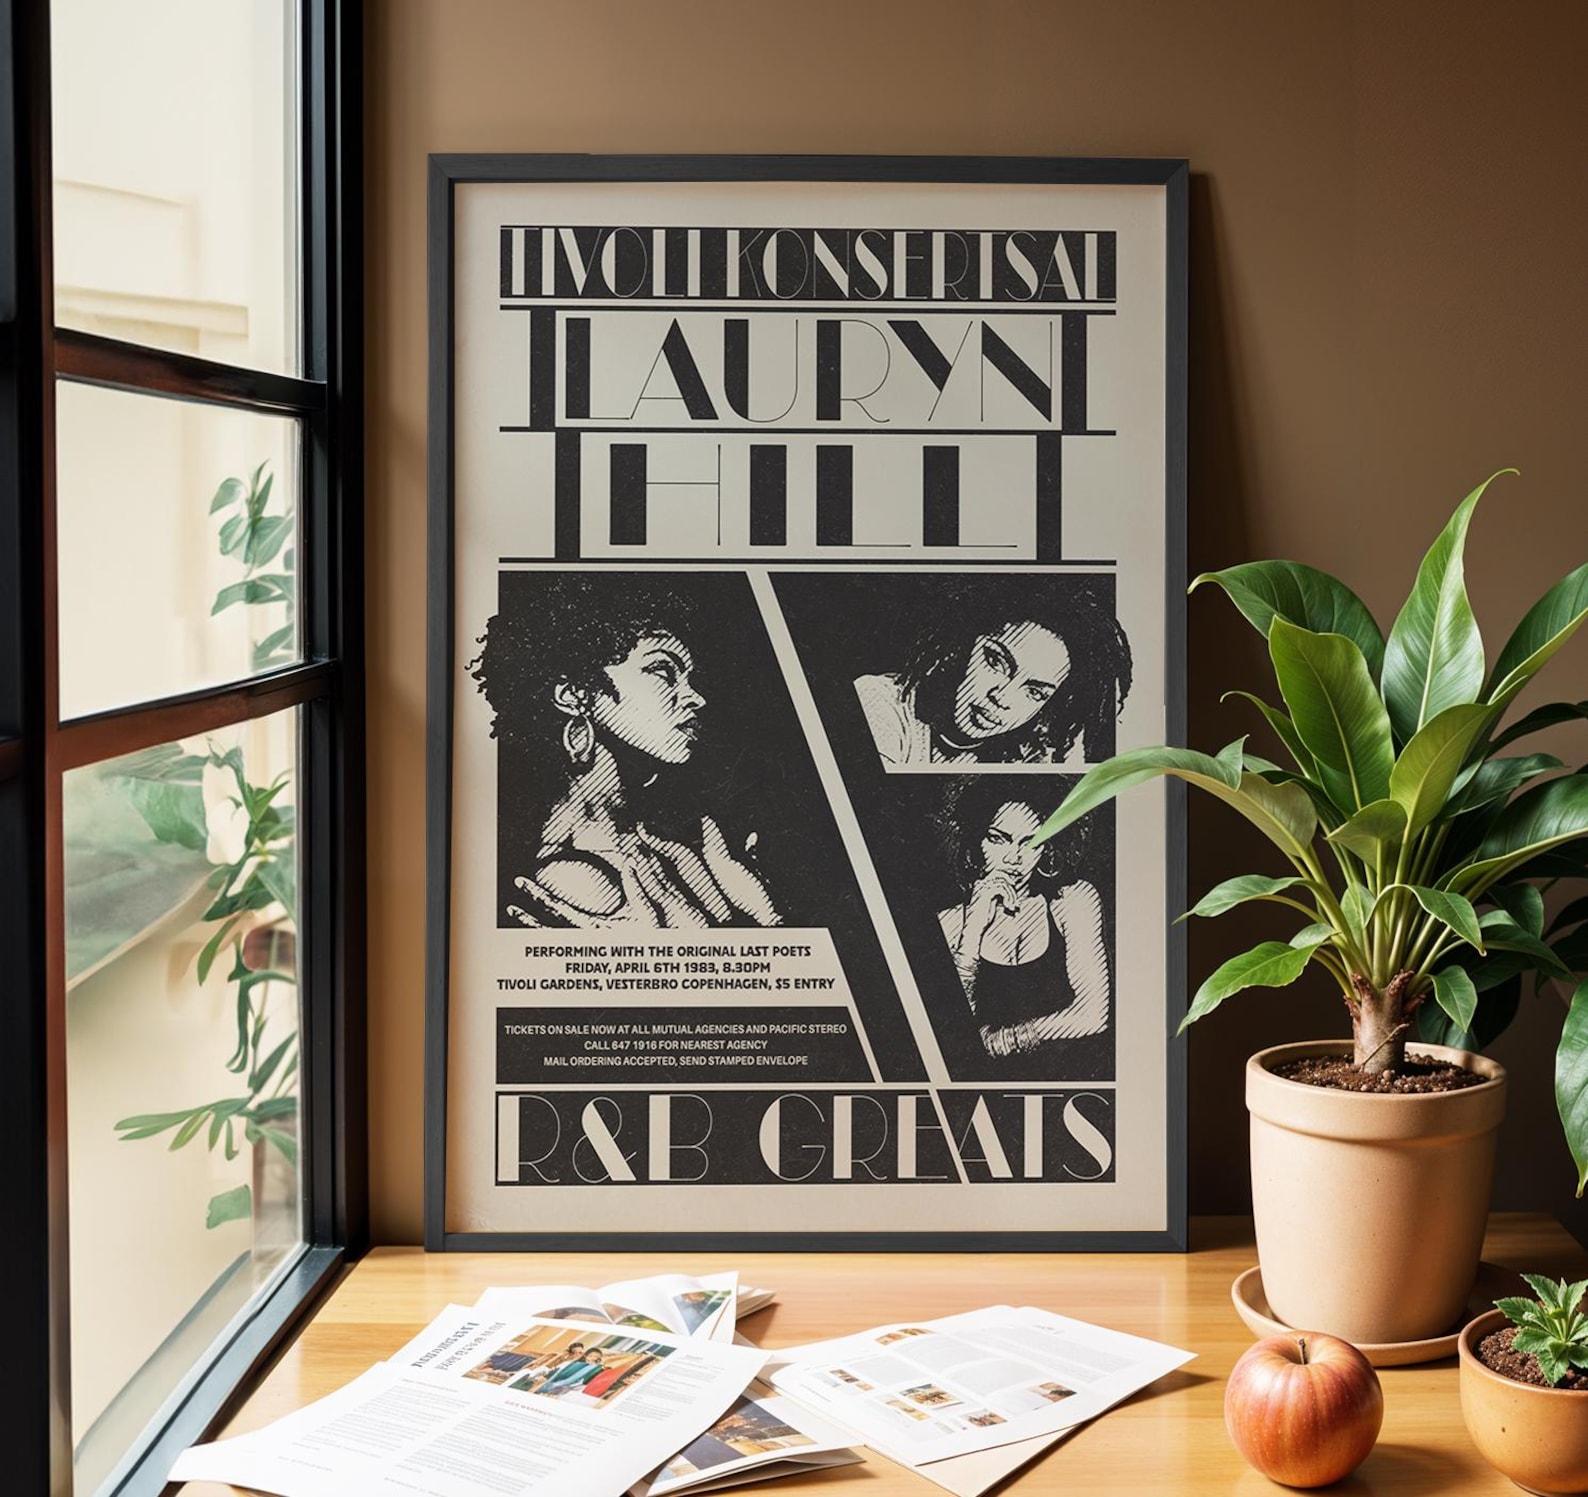 TIVOLI KONSERTSAL
LAURYN
HILL
PERFORMING WITH THE ORIGINAL LAST POETS
FRIDAY, APRIL 6TH 1983, 8.30PM
TIVOLI GARDENS, VESTERBRO COPENHAGEN, $5 ENTRY
TICKETS ON SALE NOW AT ALL MUTUAL AGENCIES AND PACIFIC STEREO
CALL 647 1916 FOR NEAREST AGENCY
MAIL ORDERING ACCEPTED, SEND STAMPED ENVELOPE
R&B GREATS